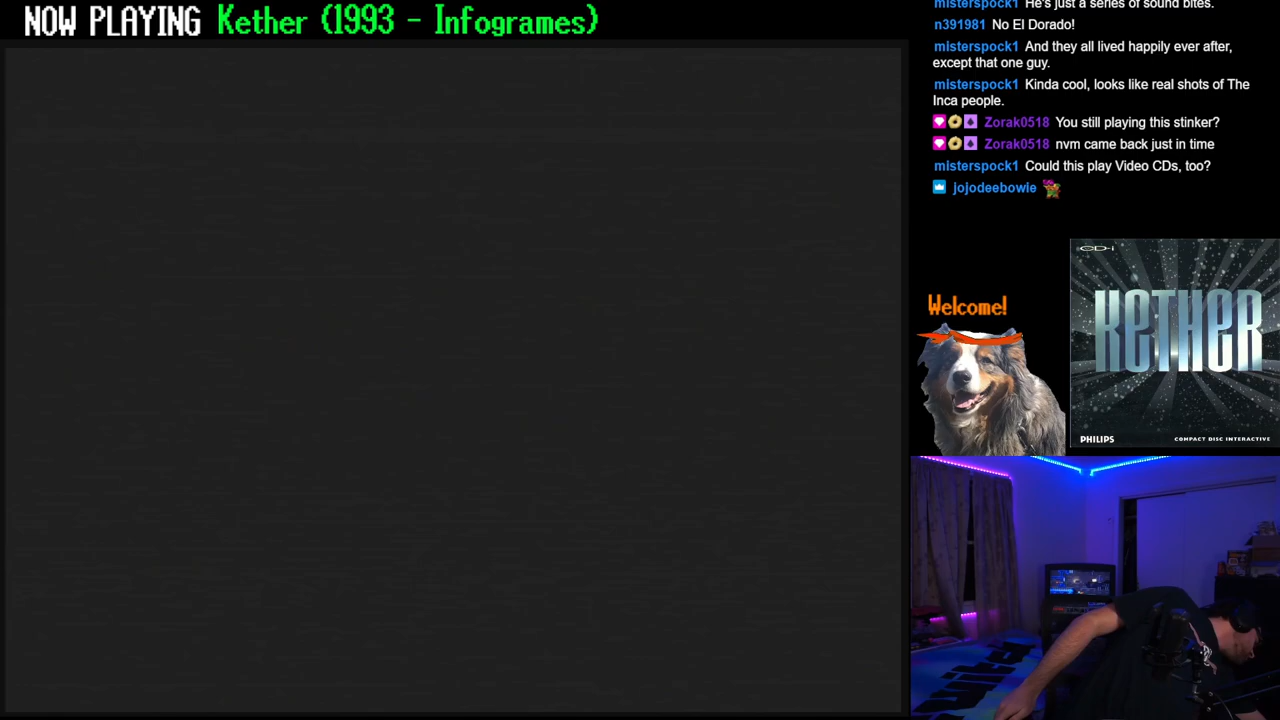 NOW PLAYING Kether (1993 - Infogrames)
misterspock1 He's just a series of sound bites.
n391981 No El Dorado!
misterspock1 And they all lived happily ever after,
except that one guy.
misterspock1 Kinda cool, looks like real shots of The
Inca people.
Zorak0518 You still playing this stinker?
Zorak0518 nvm came back just in time
misterspock1 Could this play Video CDs, too?
jojodeebowie
Welcome!
CD-i
KETHER
PHILIPS
COMPACT DISC INTERACTIVE